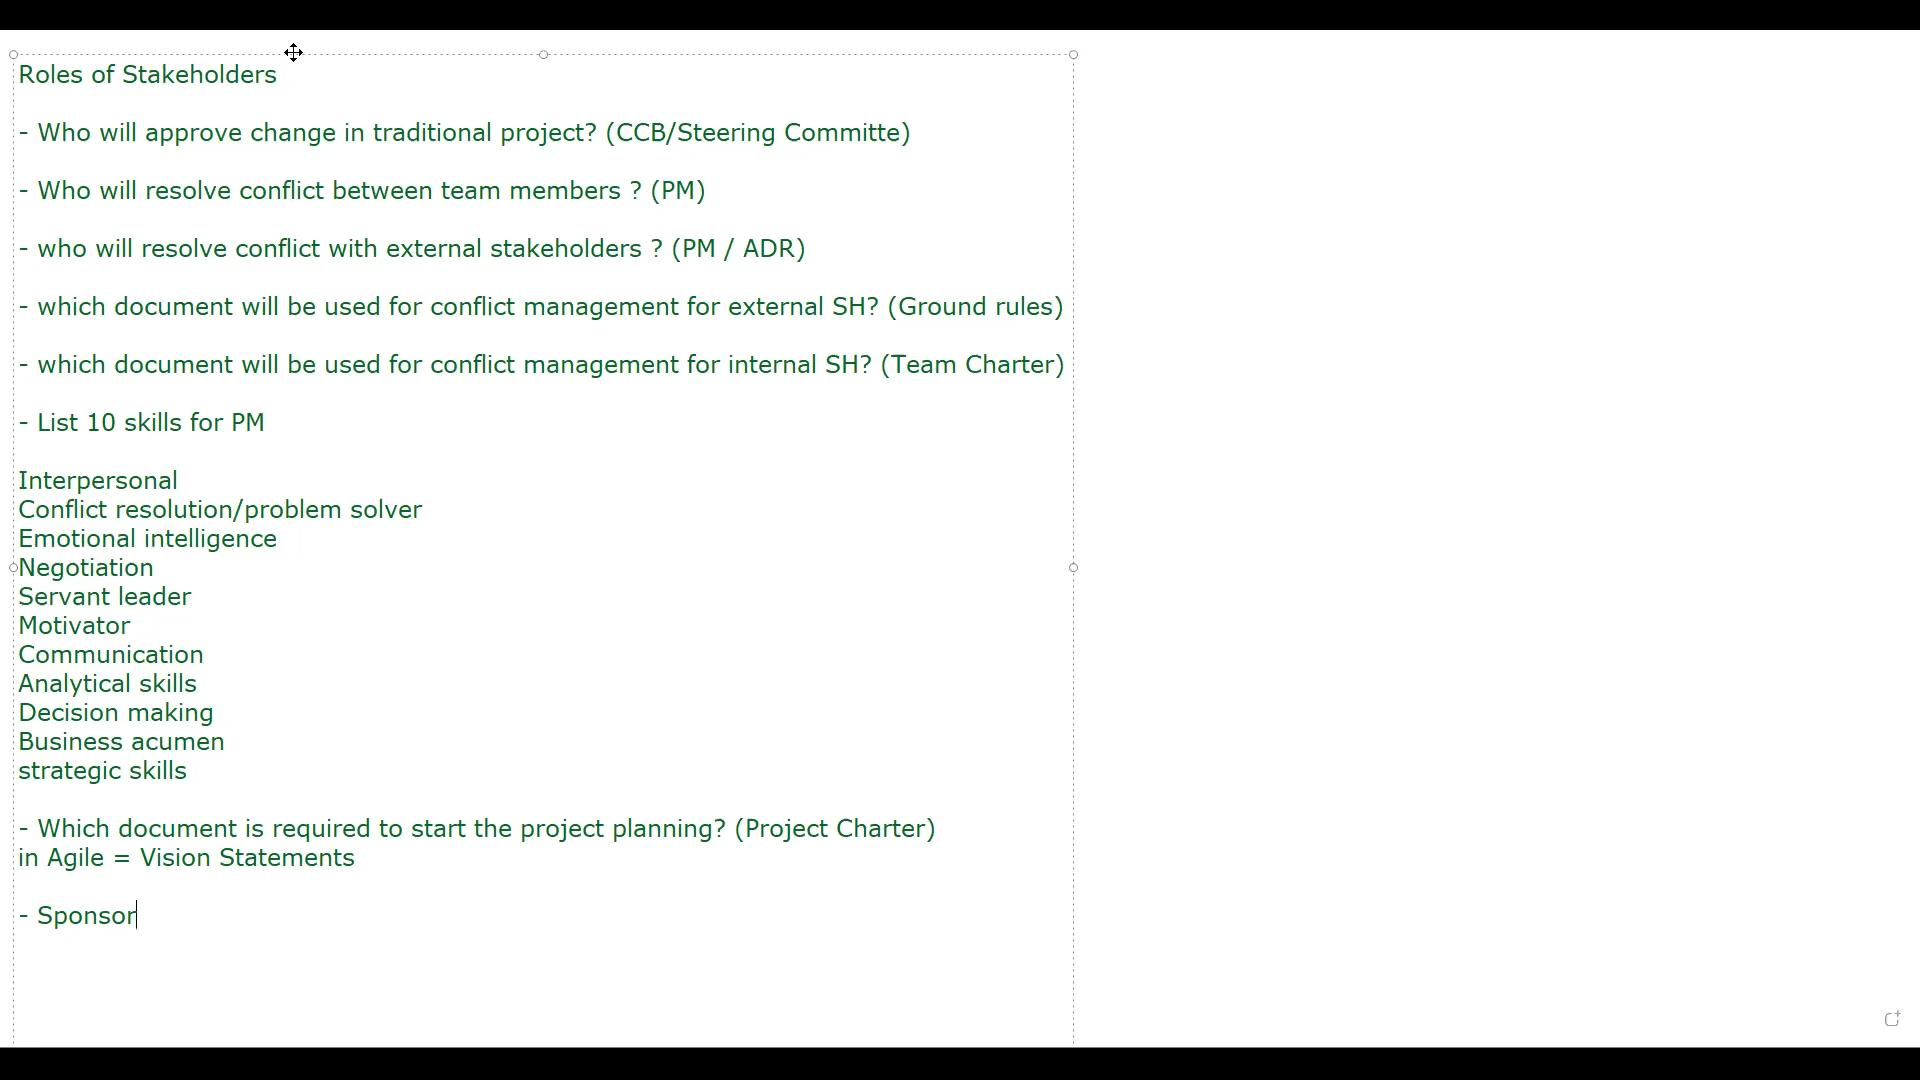 Roles of Stakeholders
- Who will approve change in traditional project? (CCB/Steering Committe)
- Who will resolve conflict between team members ? (PM)
- who will resolve conflict with external stakeholders ? (PM / ADR)
- which document will be used for conflict management for external SH? (Ground rules)
- which document will be used for conflict management for internal SH? (Team Charter)
- List 10 skills for PM
Interpersonal
Conflict resolution/problem solver
Emotional intelligence
Negotiation
Servant leader
Motivator
Communication
Analytical skills
Decision making
Business acumen
strategic skills
- Which document is required to start the project planning? (Project Charter)
in Agile = Vision Statements
- Sponsor